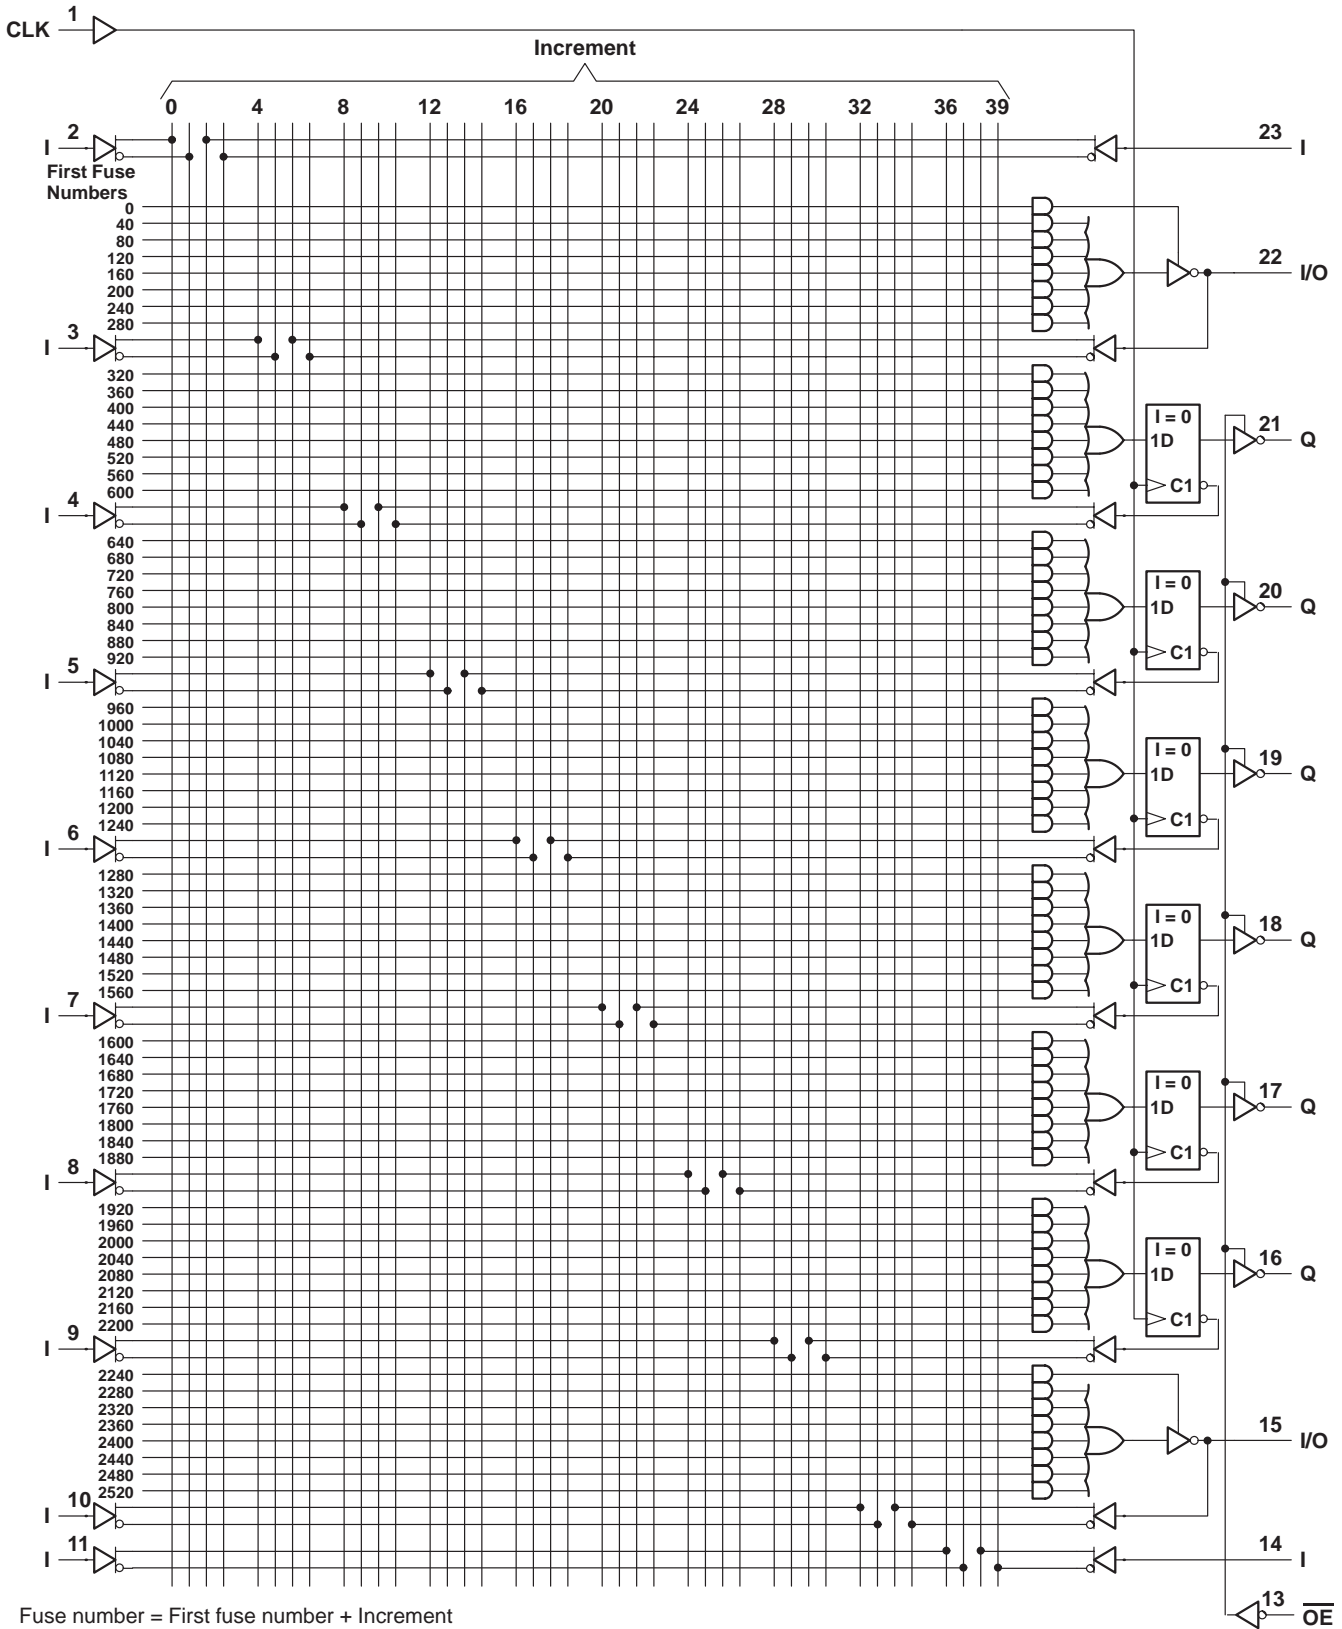 CLK 1
Increment
0 4 8 12 16 20 24 28 32 36 39
I 2 23 I
First Fuse
Numbers
0
40
80
120
160 22 I/O
200
240
280
I 3
320
360
400 I = 0
440 21 Q
480 1D
520
560
600 C1
I 4
640
680
720 I = 0
760 20 Q
800 1D
840
880
920 C1
I 5
960
1000
1040 I = 0
1080 19 Q
1120 1D
1160
1200
1240 C1
I 6
1280
1320
1360 I = 0
1400 18 Q
1440 1D
1480
1520
1560 C1
I 7
1600
1640
1680 I = 0
1720 17 Q
1760 1D
1800
1840
1880 C1
I 8
1920
1960
2000 I = 0
2040 16 Q
2080 1D
2120
2160
2200 C1
I 9
2240
2280
2320
2360
2400 15 I/O
2440
2480
2520
I 10
I 11 14 I
Fuse number = First fuse number + Increment
13 OE